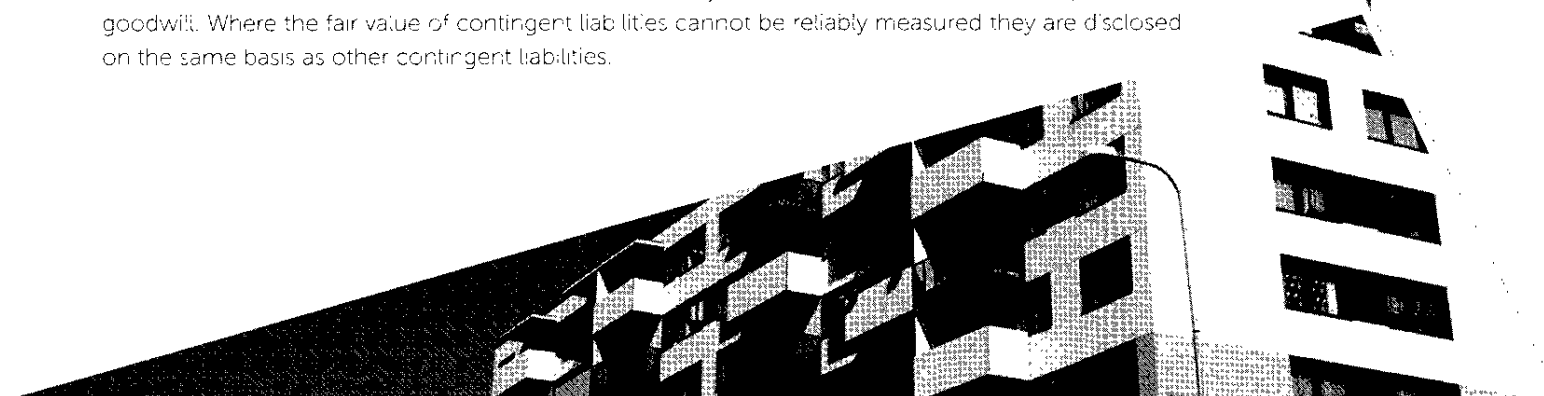 goodwill. Where the fair value of contingent liabilities cannot be reliably measured they are disclosed
on the same basis as other contingent liabilities.